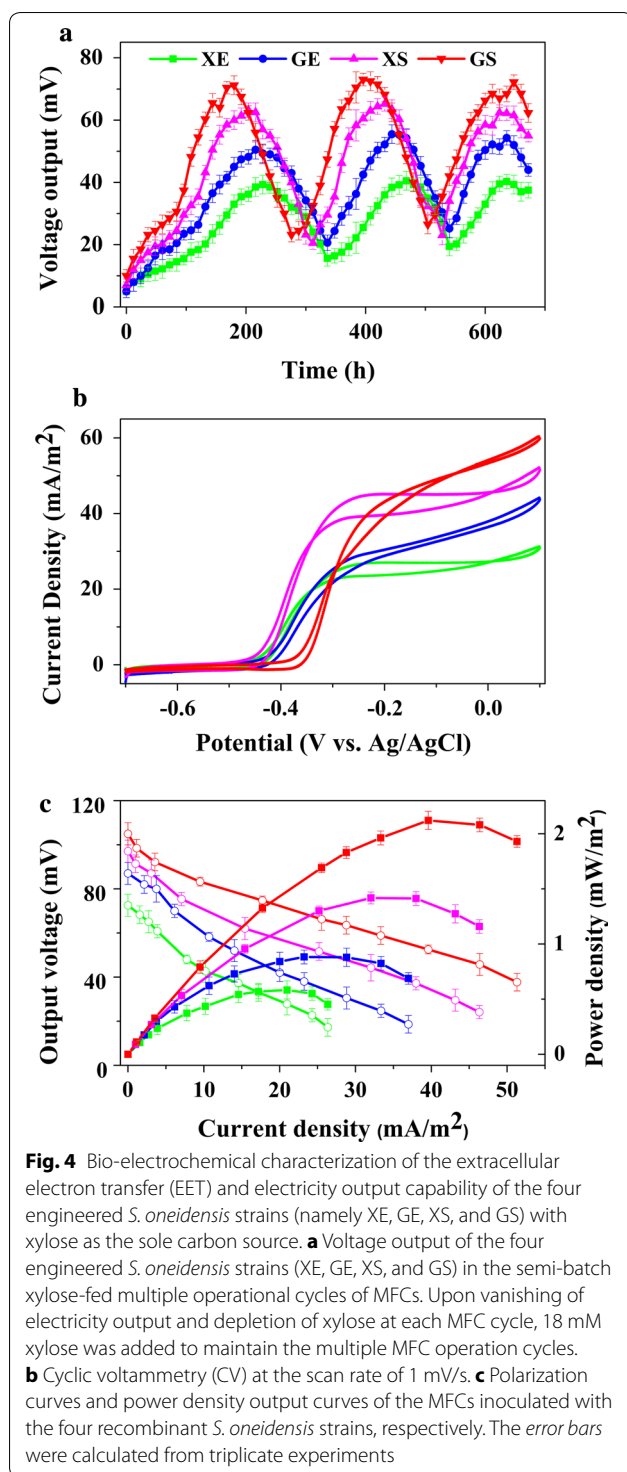 a
XE GE XS GS
80
60
40
20
0
Voltage output (mV)
0 200 400 600
Time (h)
b
60
40
20
0
Current Density (mA/m²)
-0.6 -0.4 -0.2 0.0
Potential (V vs. Ag/AgCl)
c
120
80
40
0
Output voltage (mV)
2
1
0
Power density (mW/m²)
0 10 20 30 40 50
Current density (mA/m²)
Fig. 4 Bio-electrochemical characterization of the extracellular
electron transfer (EET) and electricity output capability of the four
engineered S. oneidensis strains (namely XE, GE, XS, and GS) with
xylose as the sole carbon source. a Voltage output of the four
engineered S. oneidensis strains (XE, GE, XS, and GS) in the semi-batch
xylose-fed multiple operational cycles of MFCs. Upon vanishing of
electricity output and depletion of xylose at each MFC cycle, 18 mM
xylose was added to maintain the multiple MFC operation cycles.
b Cyclic voltammetry (CV) at the scan rate of 1 mV/s. c Polarization
curves and power density output curves of the MFCs inoculated with
the four recombinant S. oneidensis strains, respectively. The error bars
were calculated from triplicate experiments